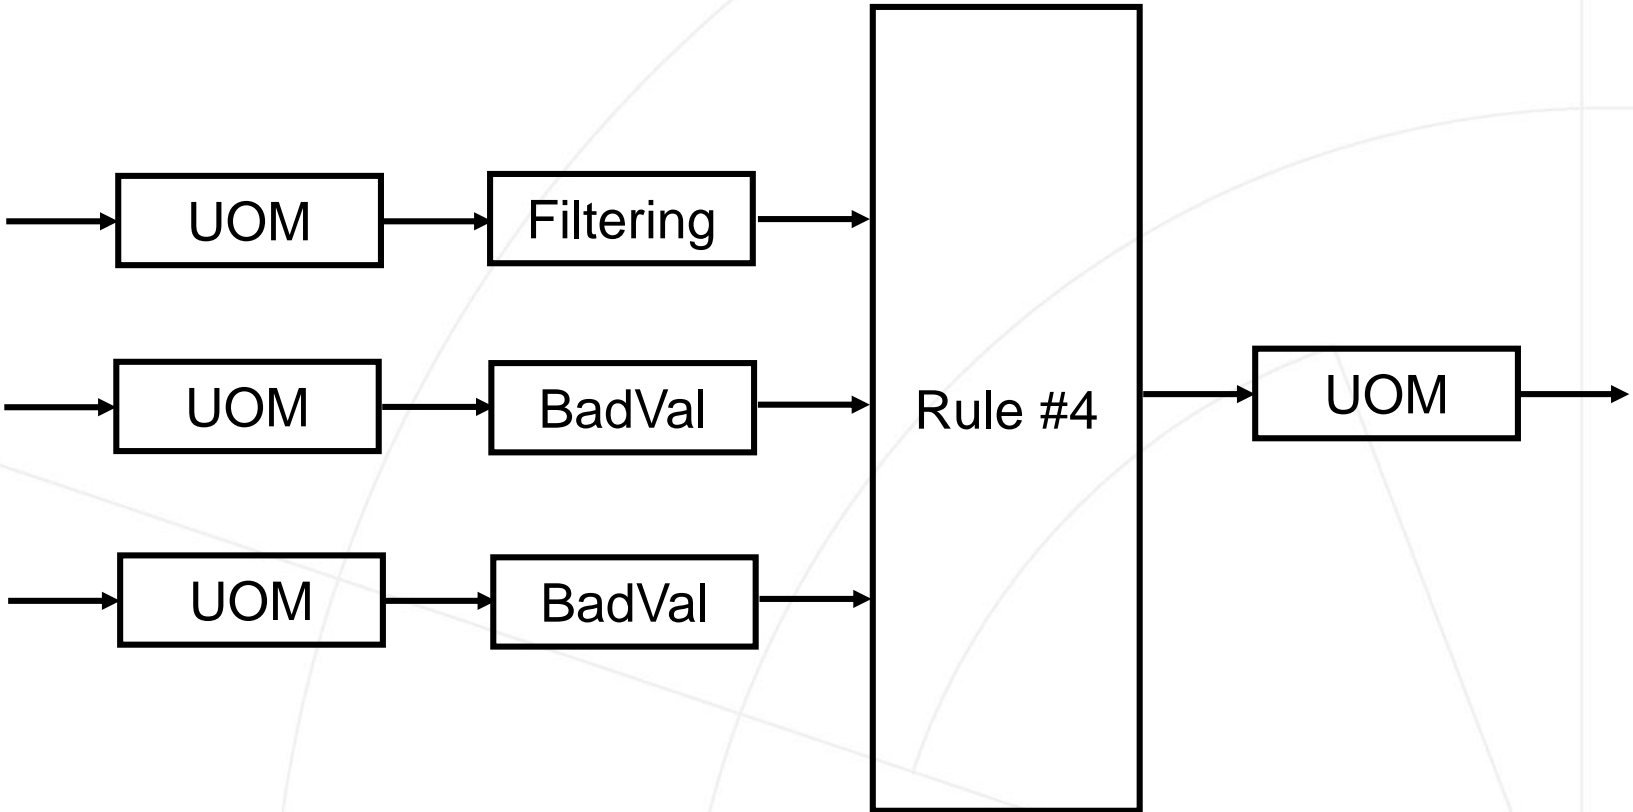 UOM
Filtering
UOM
BadVal
Rule #4
UOM
UOM
BadVal